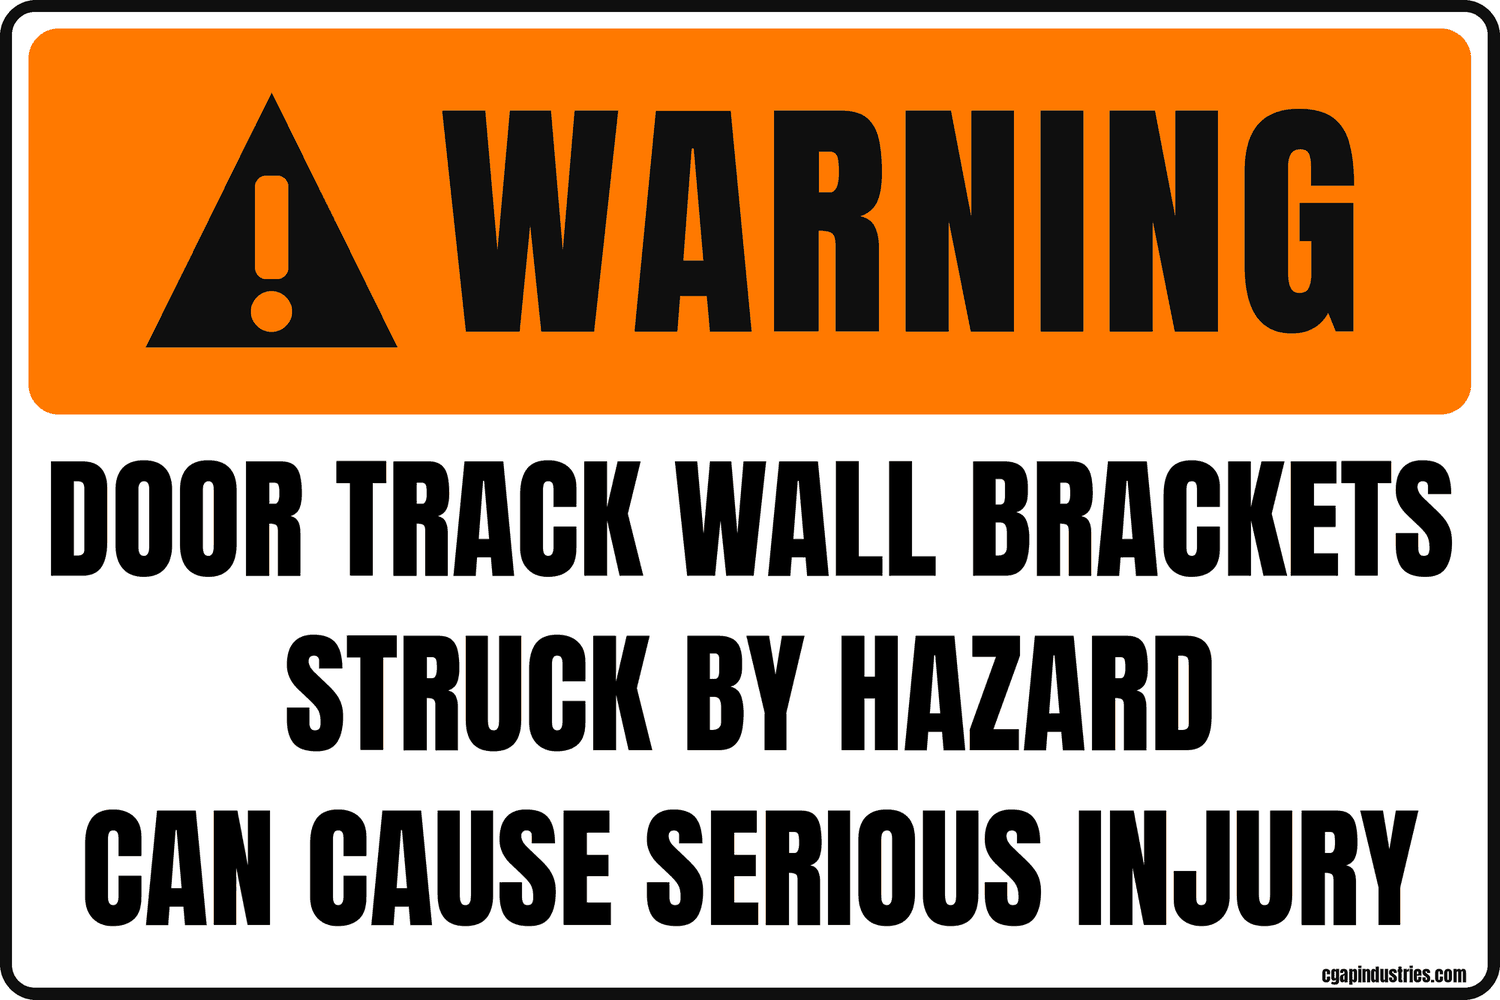 WARNING
DOOR TRACK WALL BRACKETS
STRUCK BY HAZARD
CAN CAUSE SERIOUS INJURY
cgapindustries.com